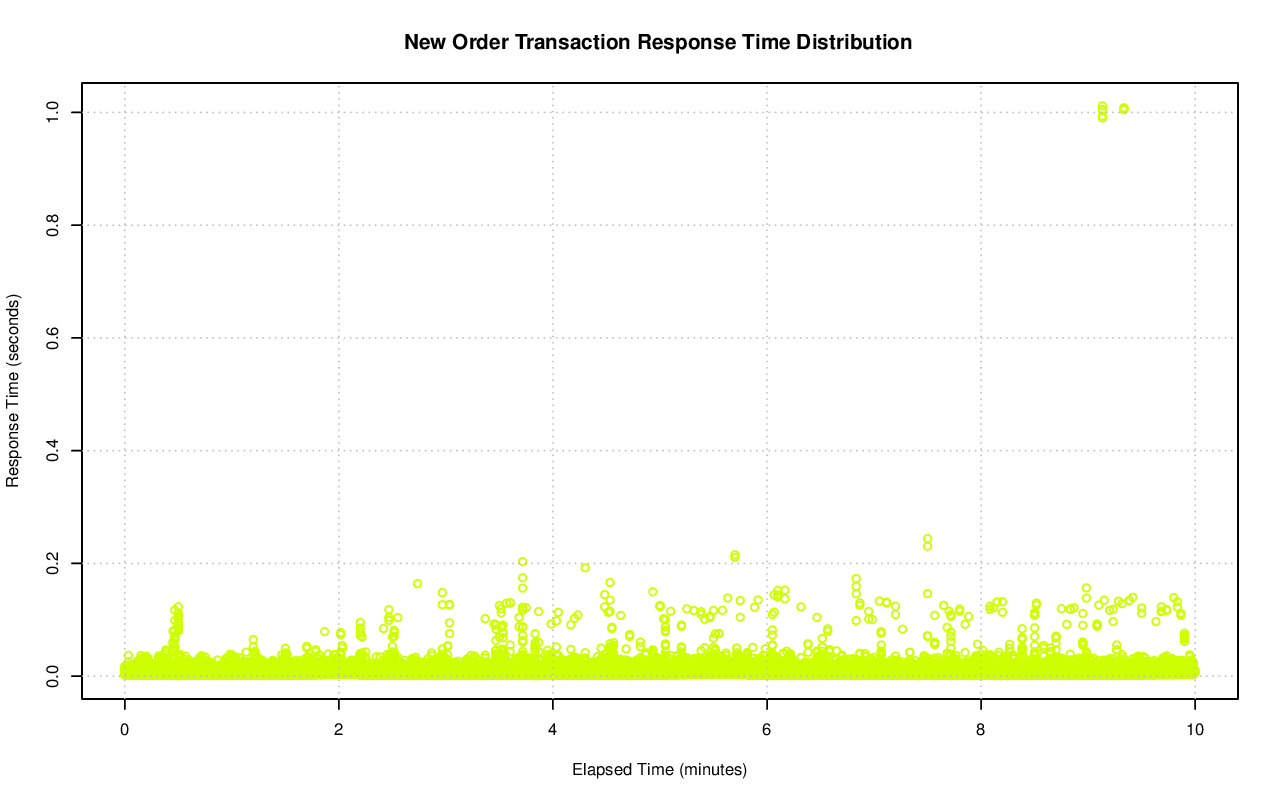 New Order Transaction Response Time Distribution
1.0
0.8
0.6
0.4
0.2
0.0
Response Time (seconds)
0 2 4 6 8 10
Elapsed Time (minutes)